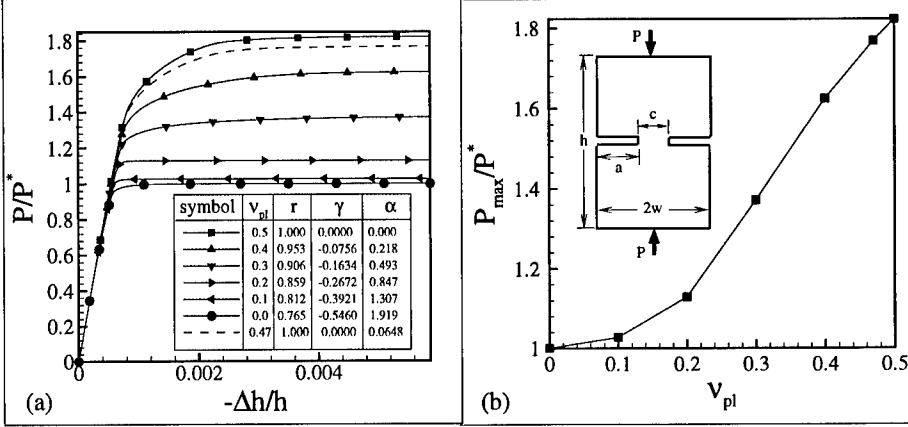 P/P*
1.8
1.6
1.4
1.2
1
0.8
0.6
0.4
0.2
0
0
0.002
0.004
-Δh/h
(a)
symbol ν_pl r γ α
0.5 1.000 0.0000 0.000
0.4 0.953 -0.0756 0.218
0.3 0.906 -0.1634 0.493
0.2 0.859 -0.2672 0.847
0.1 0.812 -0.3921 1.307
0.0 0.765 -0.5460 1.919
0.47 1.000 0.0000 0.0648
P_max/P*
1.8
1.6
1.4
1.2
1
0
0.1
0.2
0.3
0.4
0.5
ν_pl
(b)
P
c
h
a
2w
P